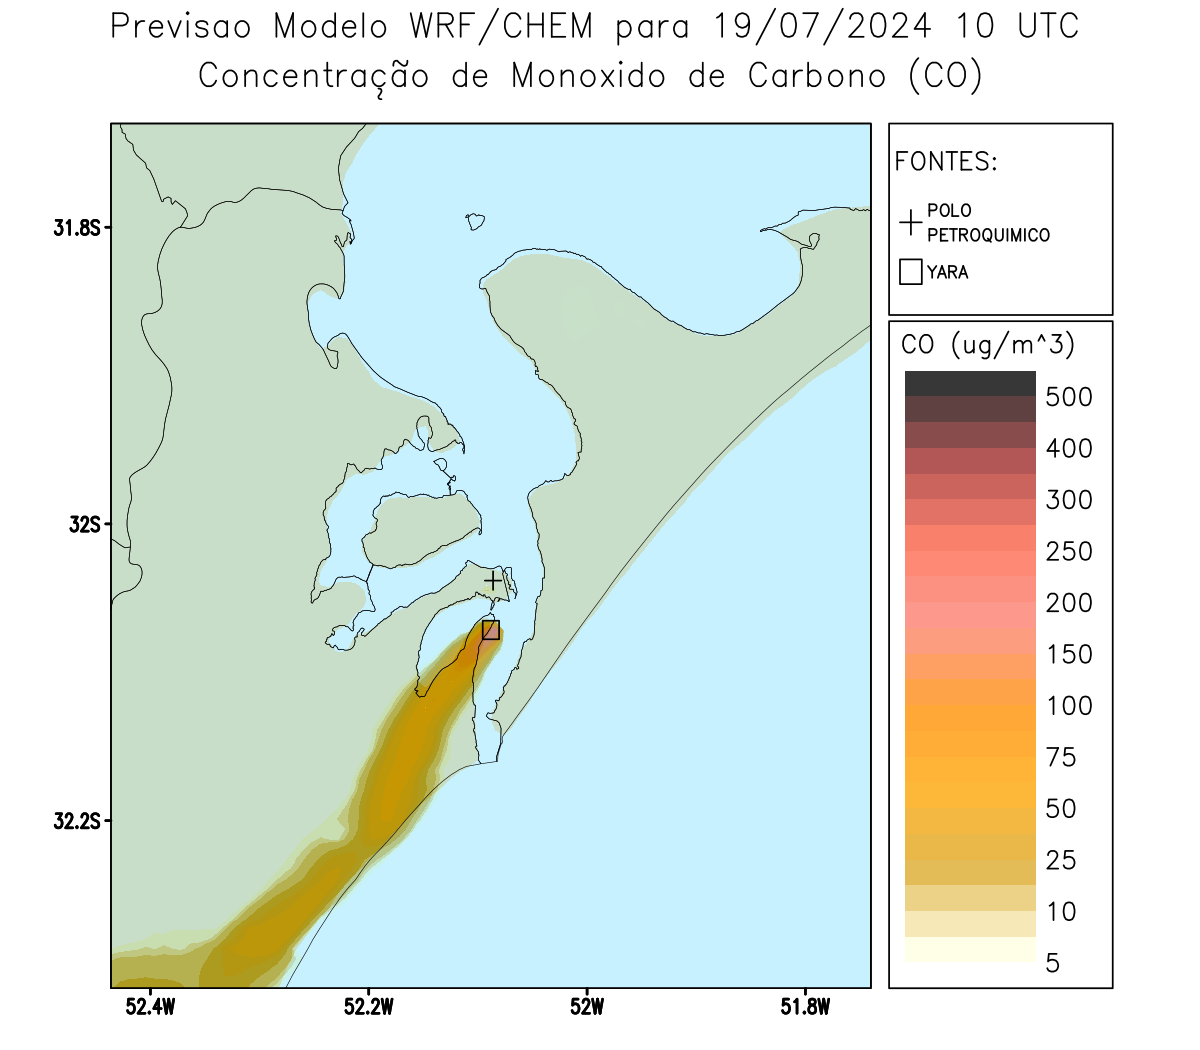 Previsao Modelo WRF/CHEM para 19/07/2024 10 UTC
Concentração de Monoxido de Carbono (CO)
FONTES:
POLO
PETROQUIMICO
YARA
CO (ug/m^3)
500
400
300
250
200
150
100
75
50
25
10
5
31.8S
32S
32.2S
52.4W
52.2W
52W
51.8W